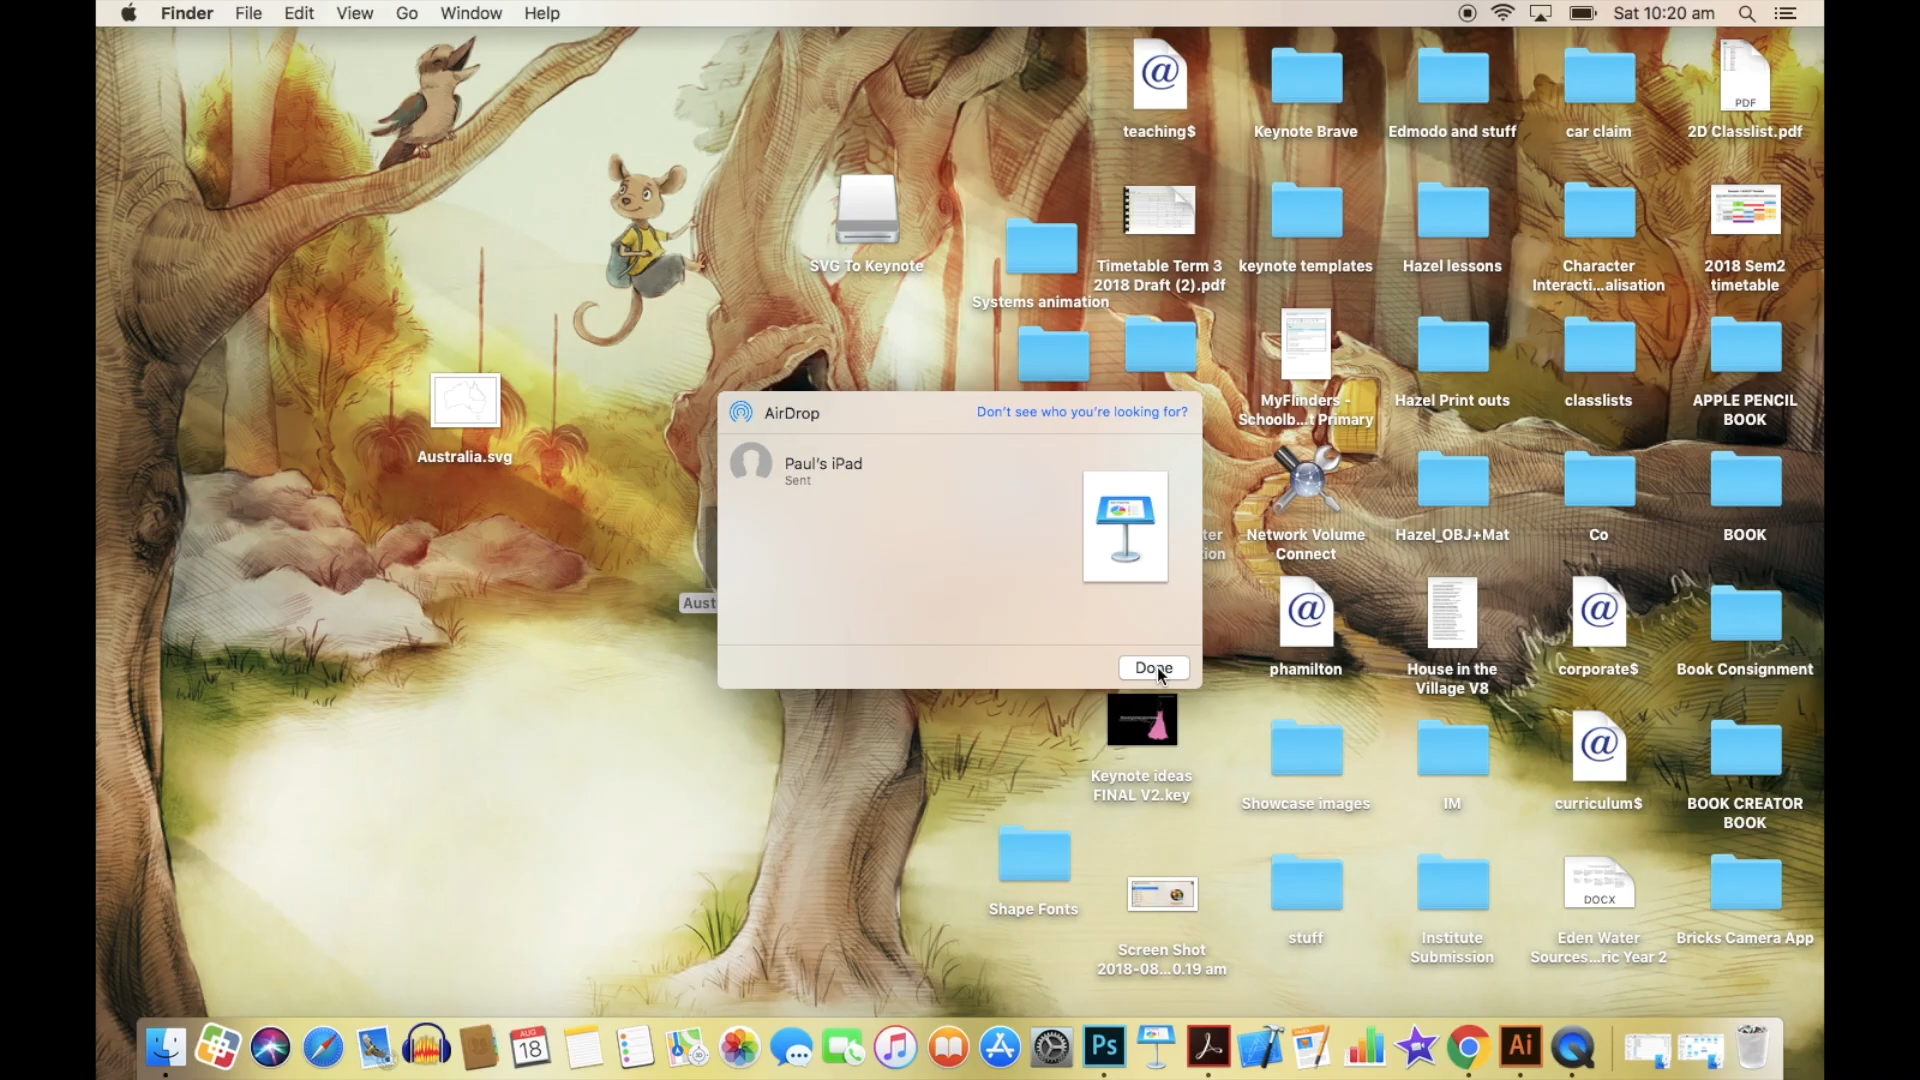 Finder File Edit View Go Window Help
Sat 10:20 am
teaching$
Keynote Brave
Edmodo and stuff
car claim
PDF
2D Classlist.pdf
SVG To Keynote
Systems animation
Timetable Term 3
2018 Draft (2).pdf
keynote templates
Hazel lessons
Character
Interacti...alisation
2018 Sem2
timetable
Australia.svg
MyFlinders -
Schoolb...t Primary
Hazel Print outs
classlists
APPLE PENCIL
BOOK
AirDrop
Don't see who you're looking for?
Paul's iPad
Sent
Done
Aust
ter
ion
Network Volume
Connect
Hazel_OBJ+Mat
Co
BOOK
phamilton
House in the
Village V8
corporate$
Book Consignment
Keynote ideas
FINAL V2.key
Showcase images
IM
curriculum$
BOOK CREATOR
BOOK
Shape Fonts
Screen Shot
2018-08...0.19 am
stuff
Institute
Submission
DOCX
Eden Water
Sources...ric Year 2
Bricks Camera App
AUG
18
Ps
Ai